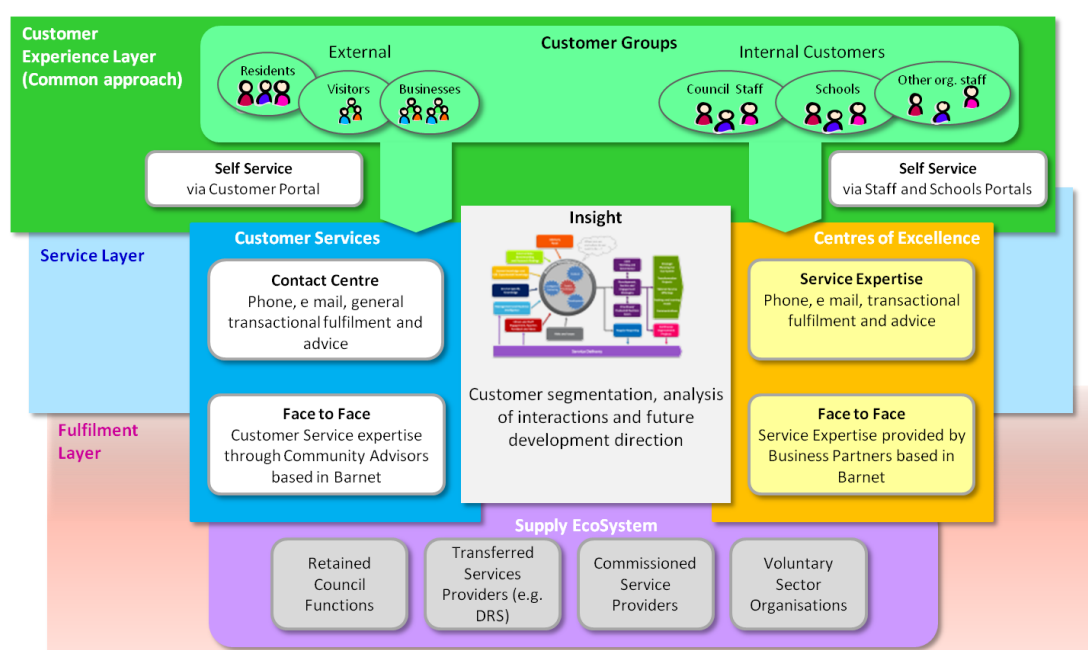 Customer
Experience Layer
(Common approach)
Customer Groups
External
Internal Customers
Residents
Visitors
Businesses
Council Staff
Schools
Other org. staff
Self Service
via Customer Portal
Self Service
via Staff and Schools Portals
Service Layer
Customer Services
Contact Centre
Phone, e mail, general
transactional fulfilment and
advice
Face to Face
Customer Service expertise
through Community Advisors
based in Barnet
Insight
Service Delivery
Customer segmentation, analysis
of interactions and future
development direction
Centres of Excellence
Service Expertise
Phone, e mail, transactional
fulfilment and advice
Face to Face
Service Expertise provided by
Business Partners based in
Barnet
Fulfilment
Layer
Supply EcoSystem
Retained
Council
Functions
Transferred
Services
Providers (e.g.
DRS)
Commissioned
Service
Providers
Voluntary
Sector
Organisations